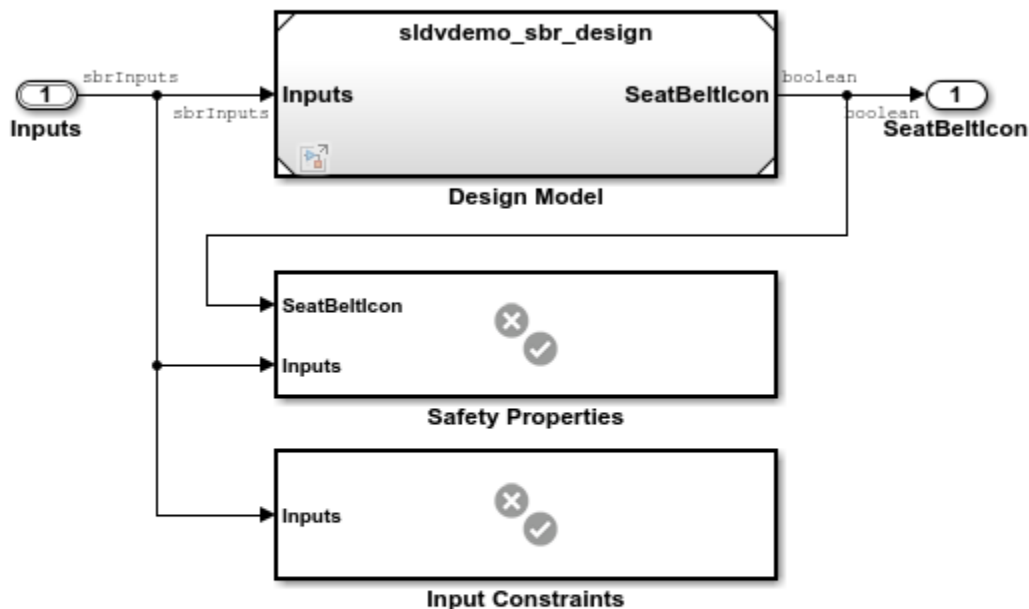 sldvdemo_sbr_design
sbrInputs
1
Inputs
sbrInputs
Inputs
SeatBeltIcon
boolean
boolean
1
SeatBeltIcon
Design Model
SeatBeltIcon
Inputs
Safety Properties
Inputs
Input Constraints